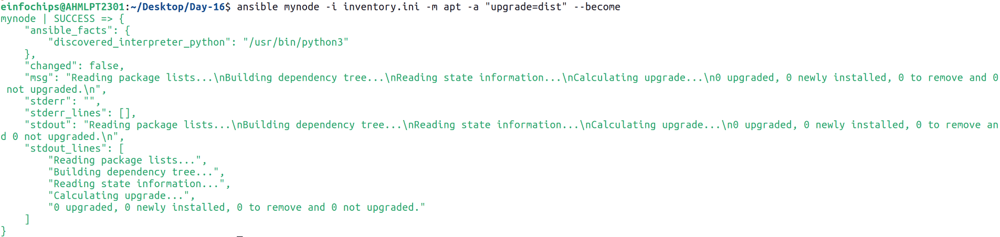 einfochips@AHMLPT2301:~/Desktop/Day-16$ ansible mynode -i inventory.ini -m apt -a "upgrade=dist" --become
mynode | SUCCESS => {
    "ansible_facts": {
        "discovered_interpreter_python": "/usr/bin/python3"
    },
    "changed": false,
    "msg": "Reading package lists...\nBuilding dependency tree...\nReading state information...\nCalculating upgrade...\n0 upgraded, 0 newly installed, 0 to remove and 0
 not upgraded.\n",
    "stderr": "",
    "stderr_lines": [],
    "stdout": "Reading package lists...\nBuilding dependency tree...\nReading state information...\nCalculating upgrade...\n0 upgraded, 0 newly installed, 0 to remove an
d 0 not upgraded.\n",
    "stdout_lines": [
        "Reading package lists...",
        "Building dependency tree...",
        "Reading state information...",
        "Calculating upgrade...",
        "0 upgraded, 0 newly installed, 0 to remove and 0 not upgraded."
    ]
}